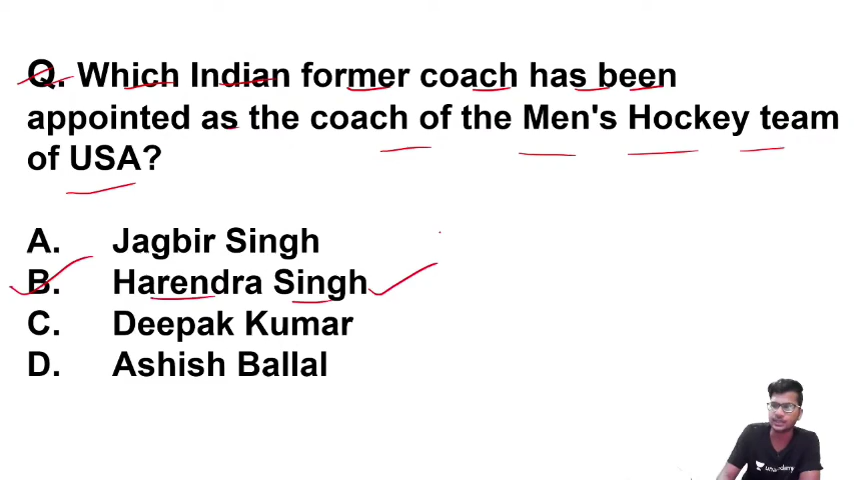 Q. Which Indian former coach has been
appointed as the coach of the Men's Hockey team
of USA?
A. Jagbir Singh
B. Harendra Singh
C. Deepak Kumar
D. Ashish Ballal